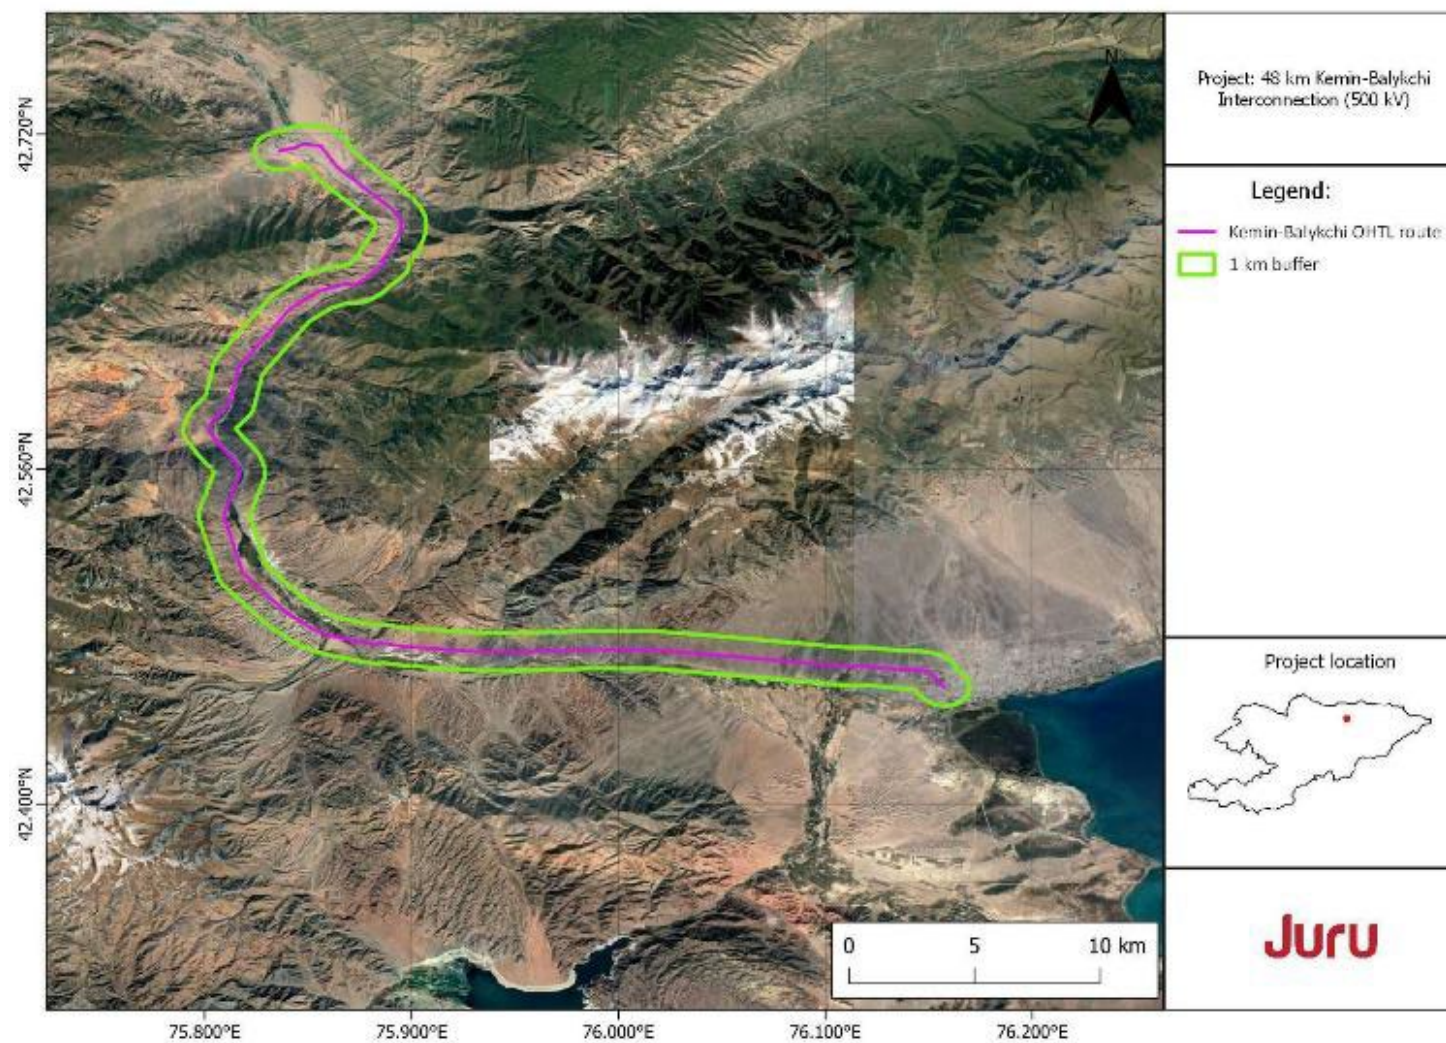 Project: 48 km Kemin-Balykchi
Interconnection (500 kV)
N
Legend:
Kemin-Balykchi OHTL route
1 km buffer
Project location
Juru
42.720°N
42.560°N
42.400°N
0 5 10 km
75.800°E 75.900°E 76.000°E 76.100°E 76.200°E